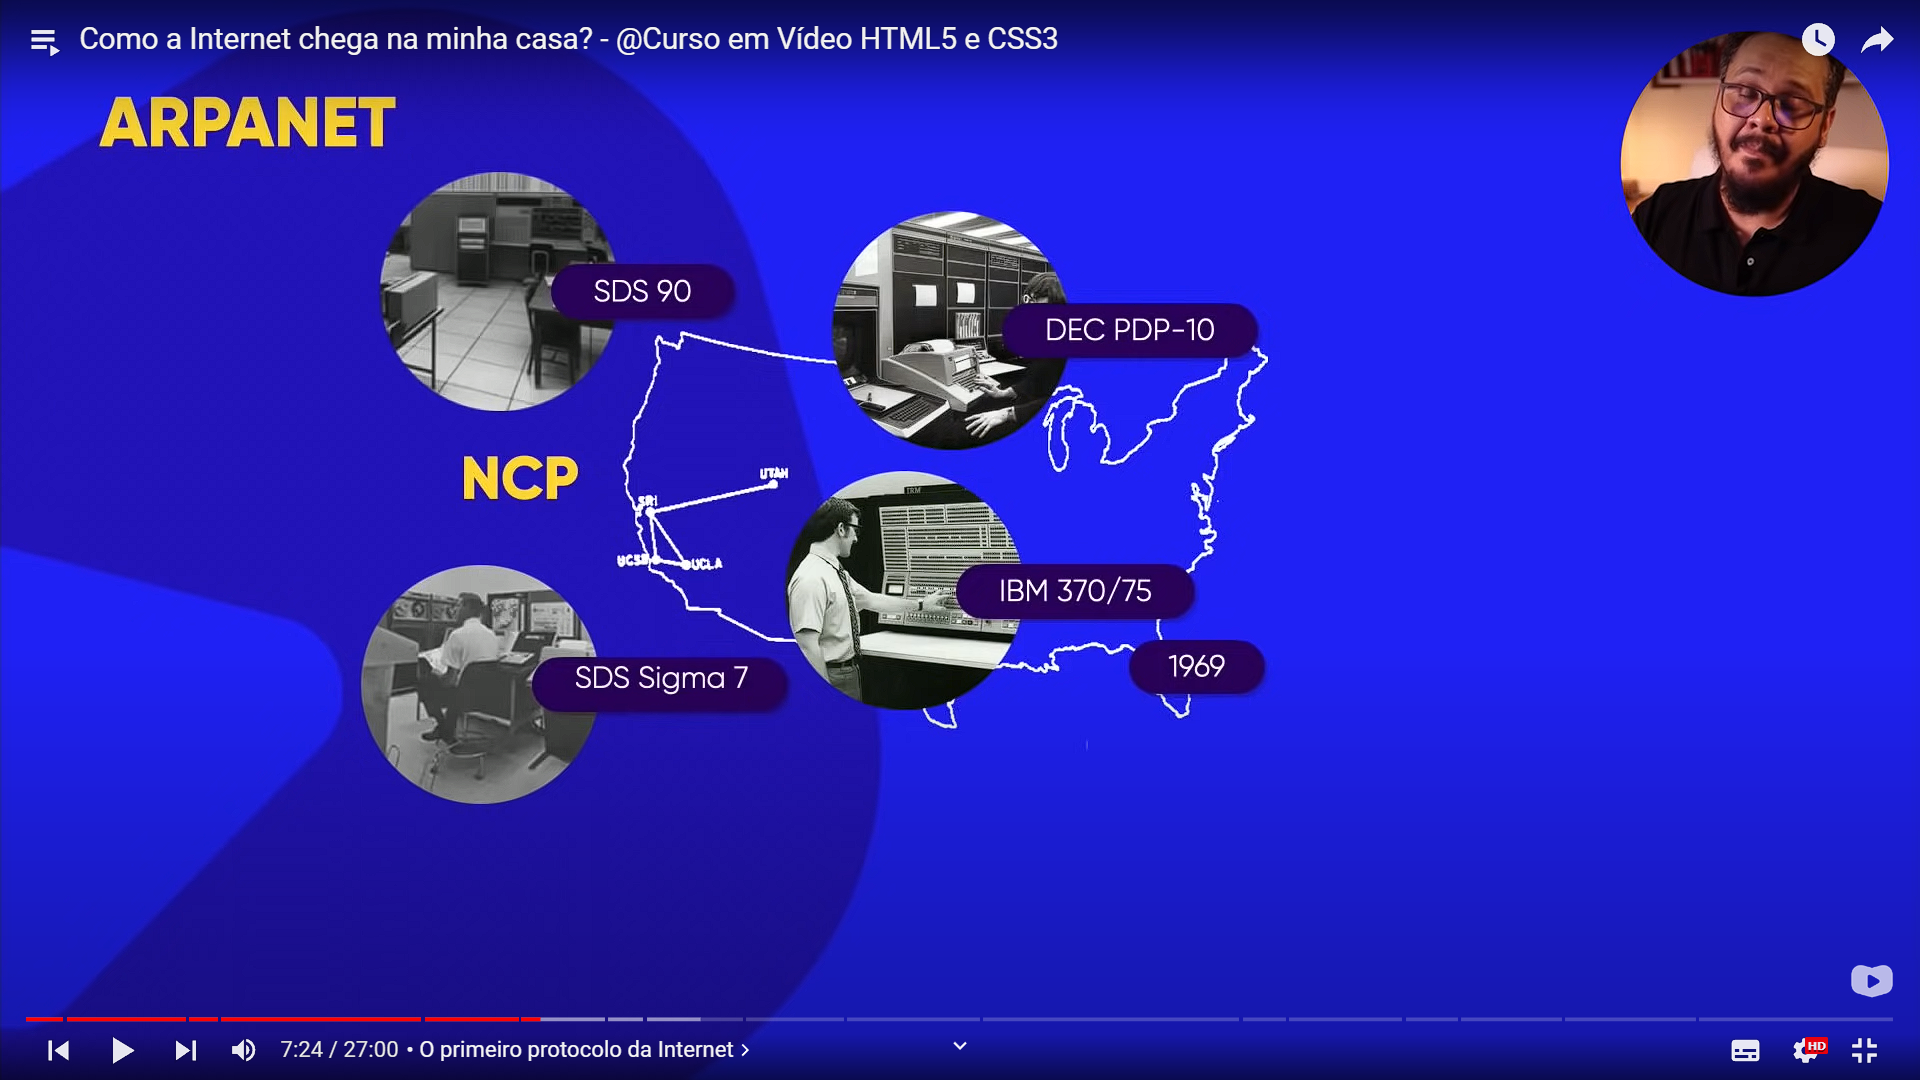 Como a Internet chega na minha casa? - @Curso em Vídeo HTML5 e CSS3
ARPANET
SDS 90
DEC PDP-10
NCP
UTAH
SRI
UCSB
UCLA
IBM
IBM 370/75
1969
SDS Sigma 7
7:24 / 27:00 • O primeiro protocolo da Internet
HD